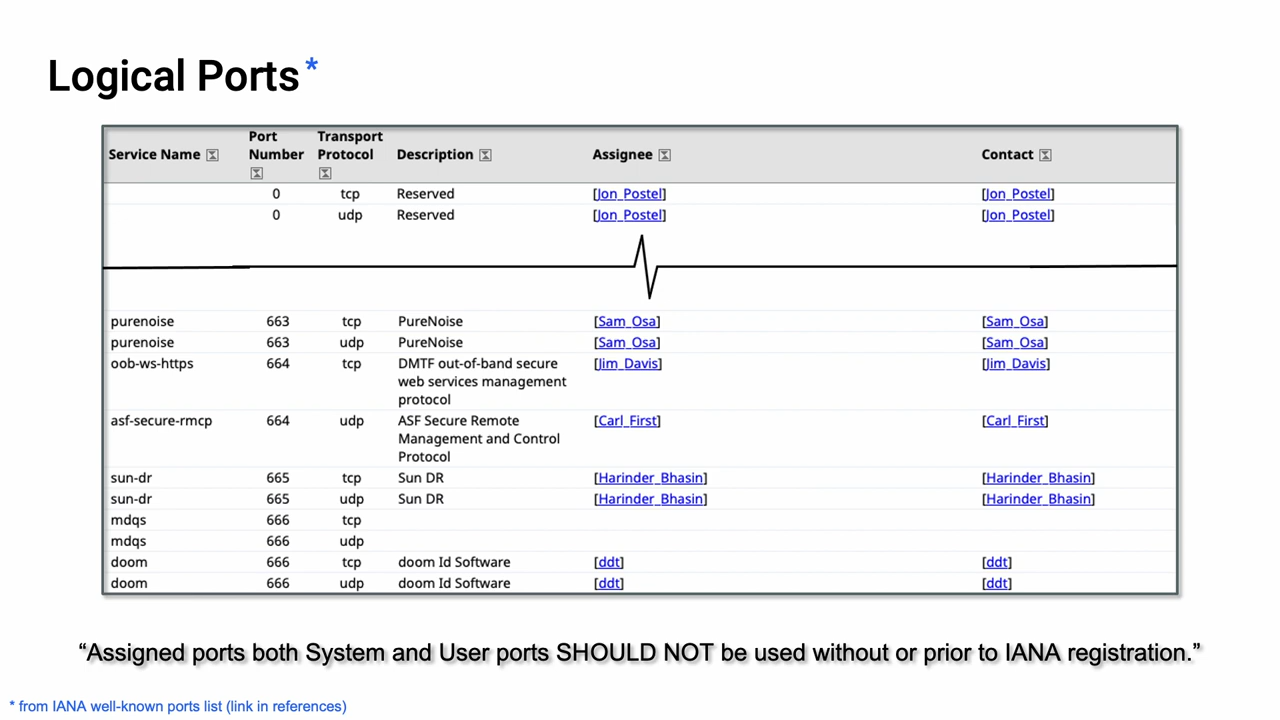 Logical Ports*
Service Name Port Number Transport Protocol Description Assignee Contact
0 tcp Reserved [Jon_Postel] [Jon_Postel]
0 udp Reserved [Jon_Postel] [Jon_Postel]
purenoise 663 tcp PureNoise [Sam_Osa] [Sam_Osa]
purenoise 663 udp PureNoise [Sam_Osa] [Sam_Osa]
oob-ws-https 664 tcp DMTF out-of-band secure [Jim_Davis] [Jim_Davis]
web services management
protocol
asf-secure-rmcp 664 udp ASF Secure Remote [Carl_First] [Carl_First]
Management and Control
Protocol
sun-dr 665 tcp Sun DR [Harinder_Bhasin] [Harinder_Bhasin]
sun-dr 665 udp Sun DR [Harinder_Bhasin] [Harinder_Bhasin]
mdqs 666 tcp
mdqs 666 udp
doom 666 tcp doom Id Software [ddt] [ddt]
doom 666 udp doom Id Software [ddt] [ddt]
“Assigned ports both System and User ports SHOULD NOT be used without or prior to IANA registration.”
* from IANA well-known ports list (link in references)